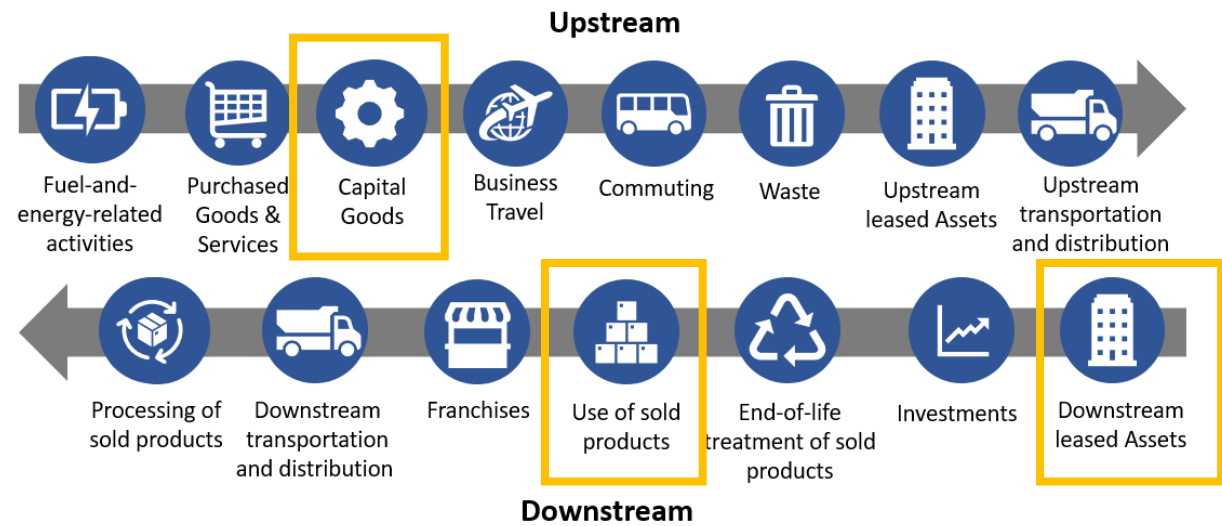 Upstream
Fuel-and-
energy-related
activities
Purchased
Goods &
Services
Capital
Goods
Business
Travel
Commuting
Waste
Upstream
leased Assets
Upstream
transportation
and distribution
Processing of
sold products
Downstream
transportation
and distribution
Franchises
Use of sold
products
End-of-life
treatment of sold
products
Investments
Downstream
leased Assets
Downstream